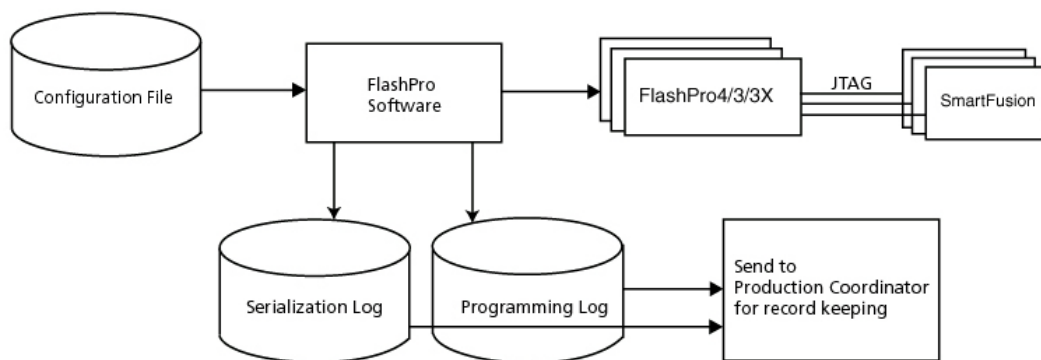 Configuration File
FlashPro
Software
FlashPro4/3/3X
JTAG
SmartFusion
Serialization Log
Programming Log
Send to
Production Coordinator
for record keeping